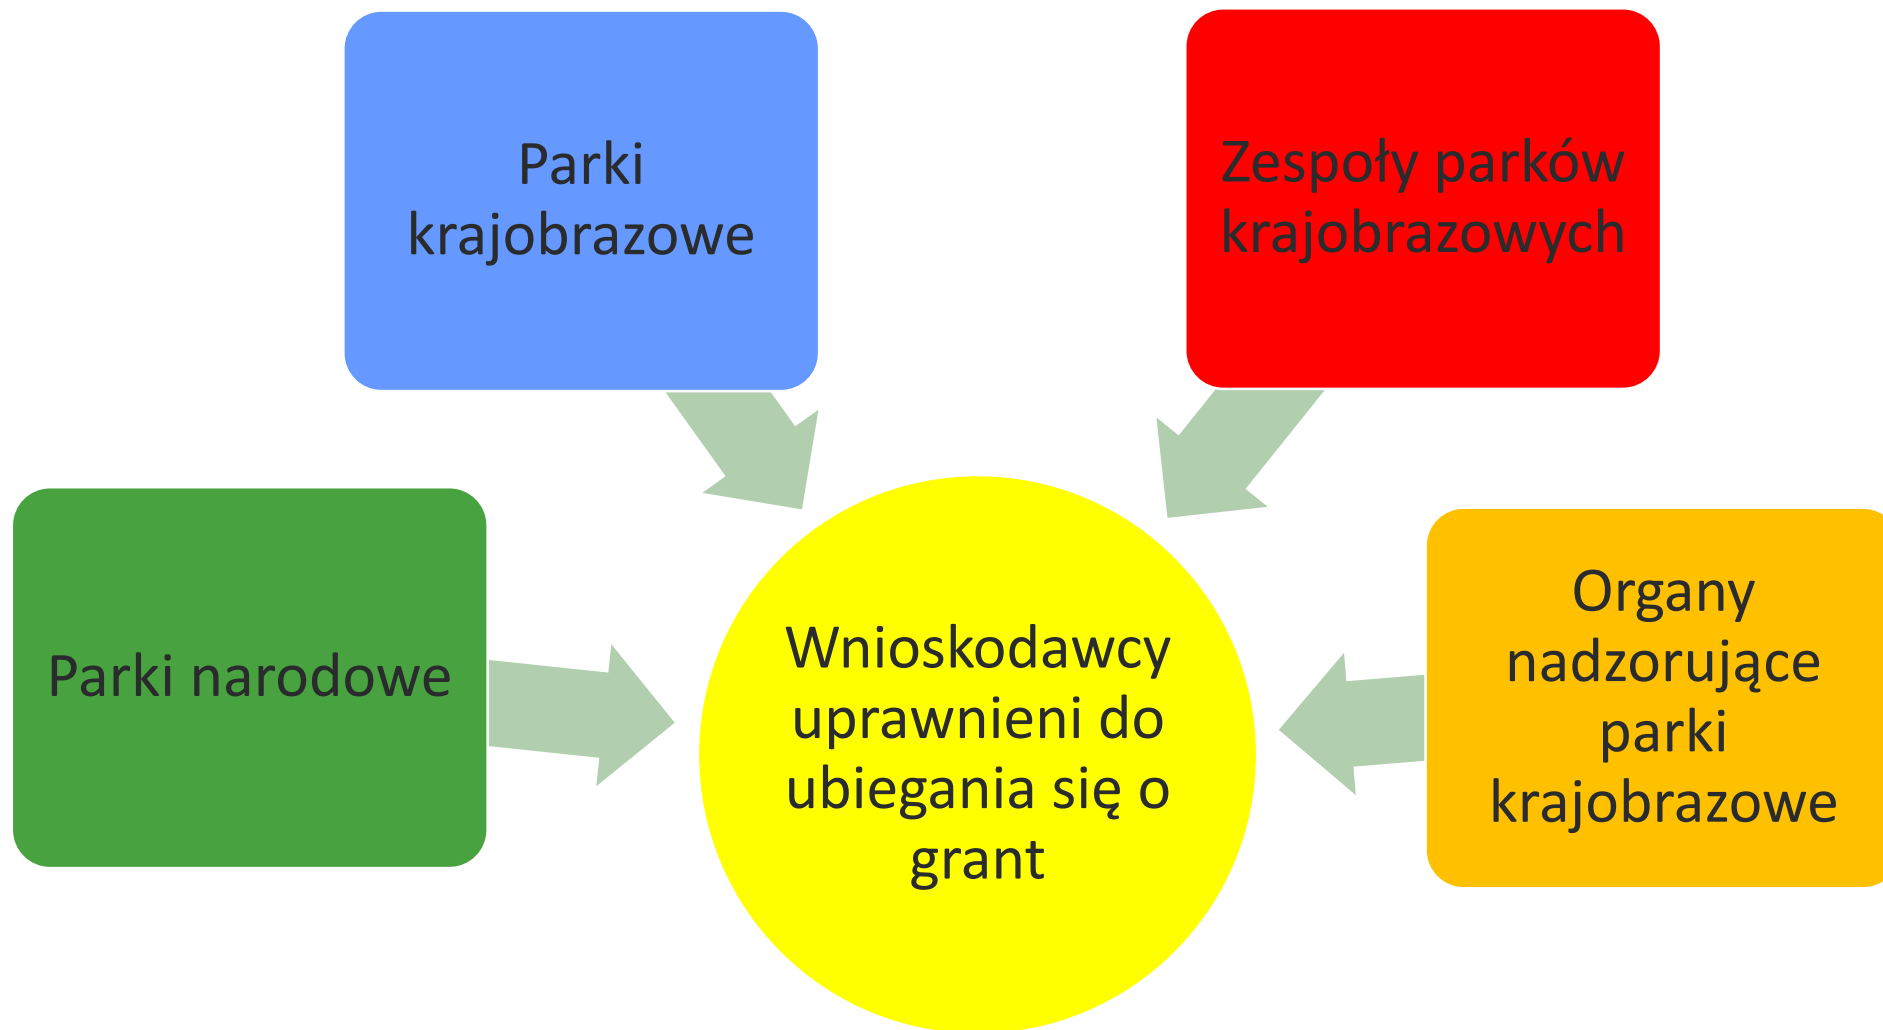 Parki
krajobrazowe
Zespoły parków
krajobrazowych
Parki narodowe
Wnioskodawcy
uprawnieni do
ubiegania się o
grant
Organy
nadzorujące
parki
krajobrazowe